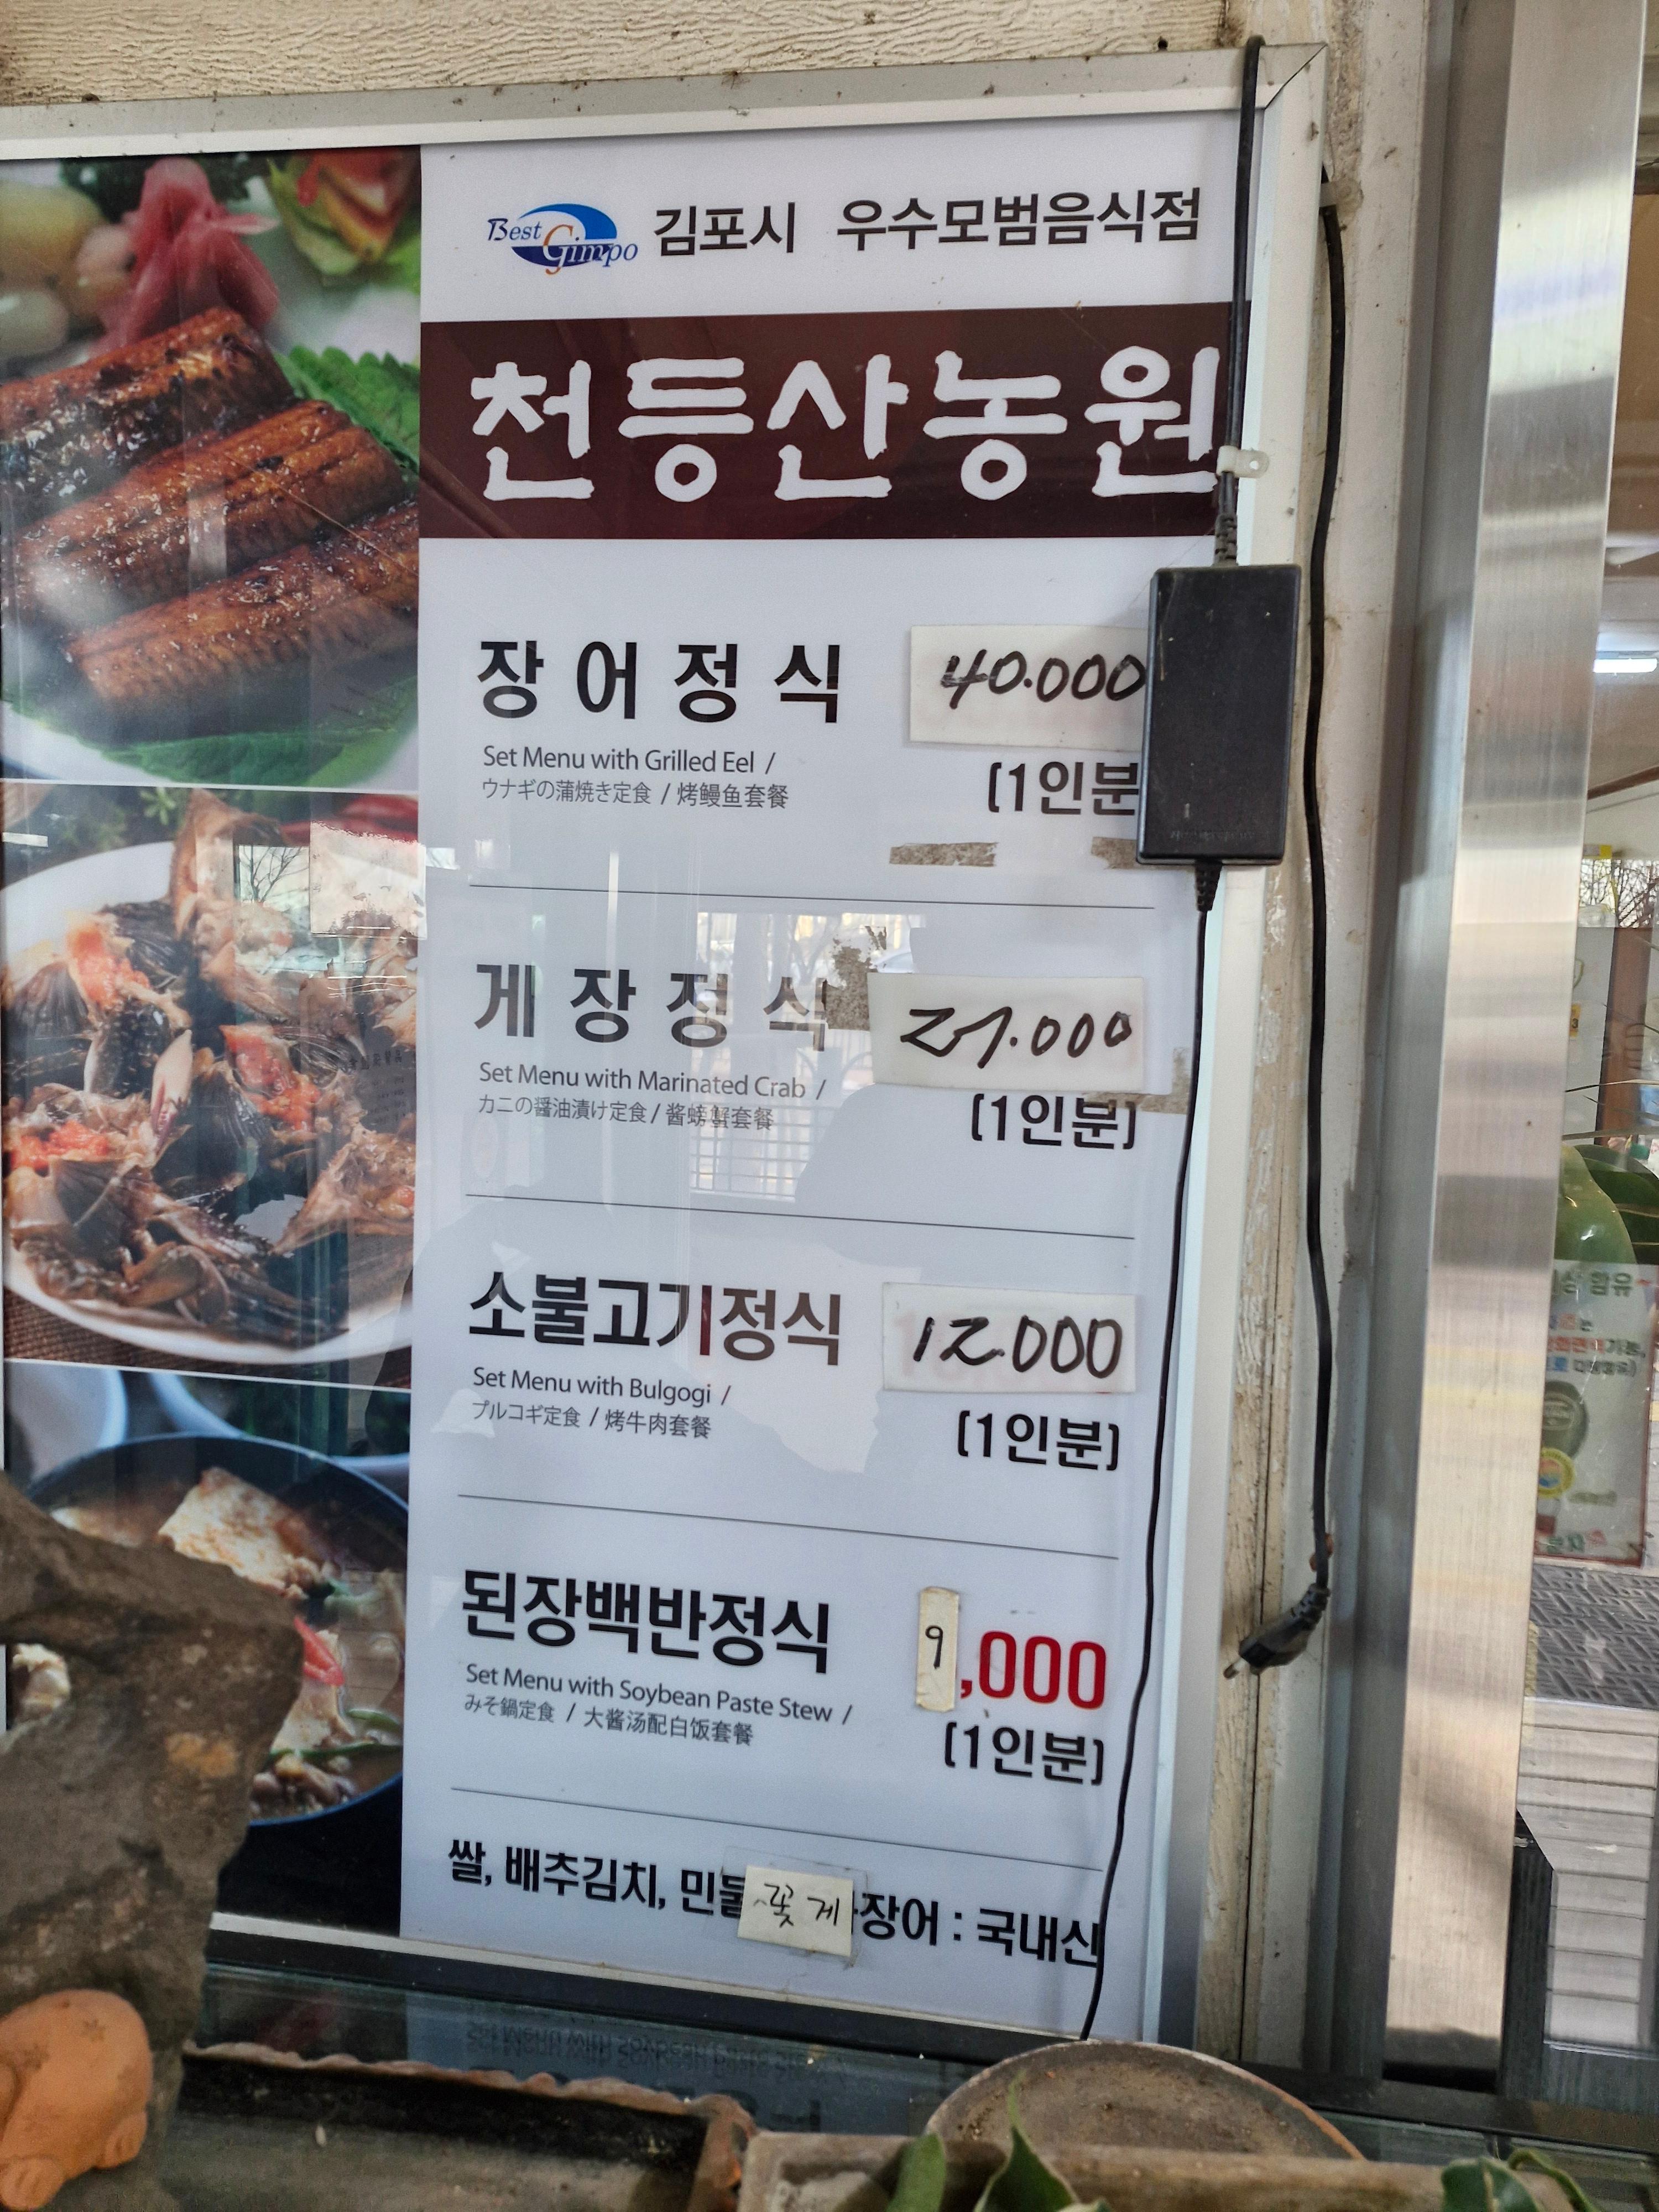 Best Gimpo 김포시 우수모범음식점
천등산농원
장어정식 40.000
Set Menu with Grilled Eel /
ウナギの蒲焼き定食 / 烤鳗鱼套餐
(1인분
게장정식 27.000
Set Menu with Marinated Crab /
カニの醤油漬け定食 / 酱螃蟹套餐
(1인분)
소불고기정식 12.000
Set Menu with Bulgogi /
プルコギ定食 / 烤牛肉套餐
(1인분)
된장백반정식 9,000
Set Menu with Soybean Paste Stew /
みそ鍋定食 / 大酱汤配白饭套餐
(1인분)
쌀, 배추김치, 민물 꽃게 장어 : 국내산
함유